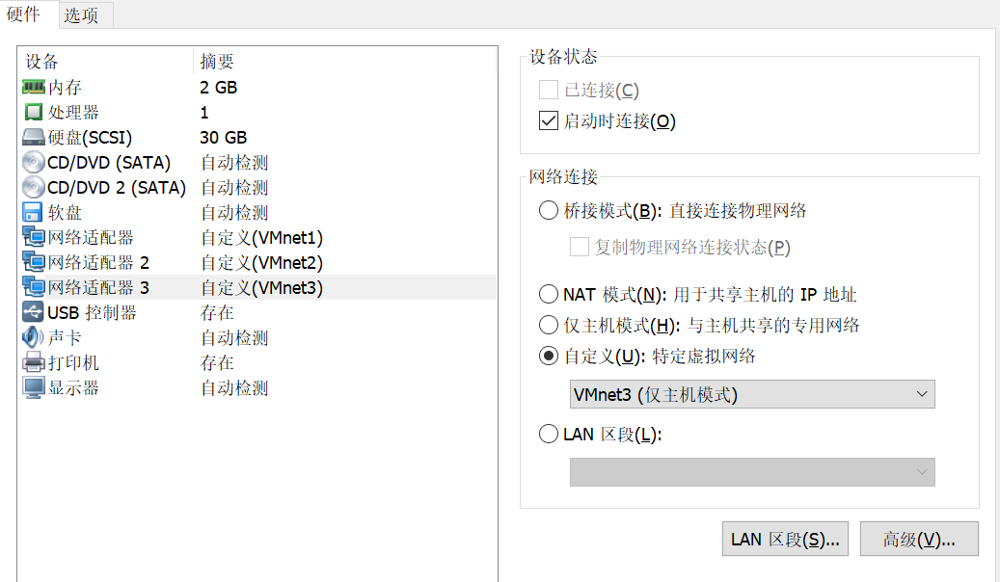 硬件 选项
设备 摘要
内存 2 GB
处理器 1
硬盘(SCSI) 30 GB
CD/DVD (SATA) 自动检测
CD/DVD 2 (SATA) 自动检测
软盘 自动检测
网络适配器 自定义(VMnet1)
网络适配器 2 自定义(VMnet2)
网络适配器 3 自定义(VMnet3)
USB 控制器 存在
声卡 自动检测
打印机 存在
显示器 自动检测
设备状态
已连接(C)
启动时连接(O)
网络连接
桥接模式(B): 直接连接物理网络
复制物理网络连接状态(P)
NAT 模式(N): 用于共享主机的 IP 地址
仅主机模式(H): 与主机共享的专用网络
自定义(U): 特定虚拟网络
VMnet3 (仅主机模式)
LAN 区段(L):
LAN 区段(S)... 高级(V)...